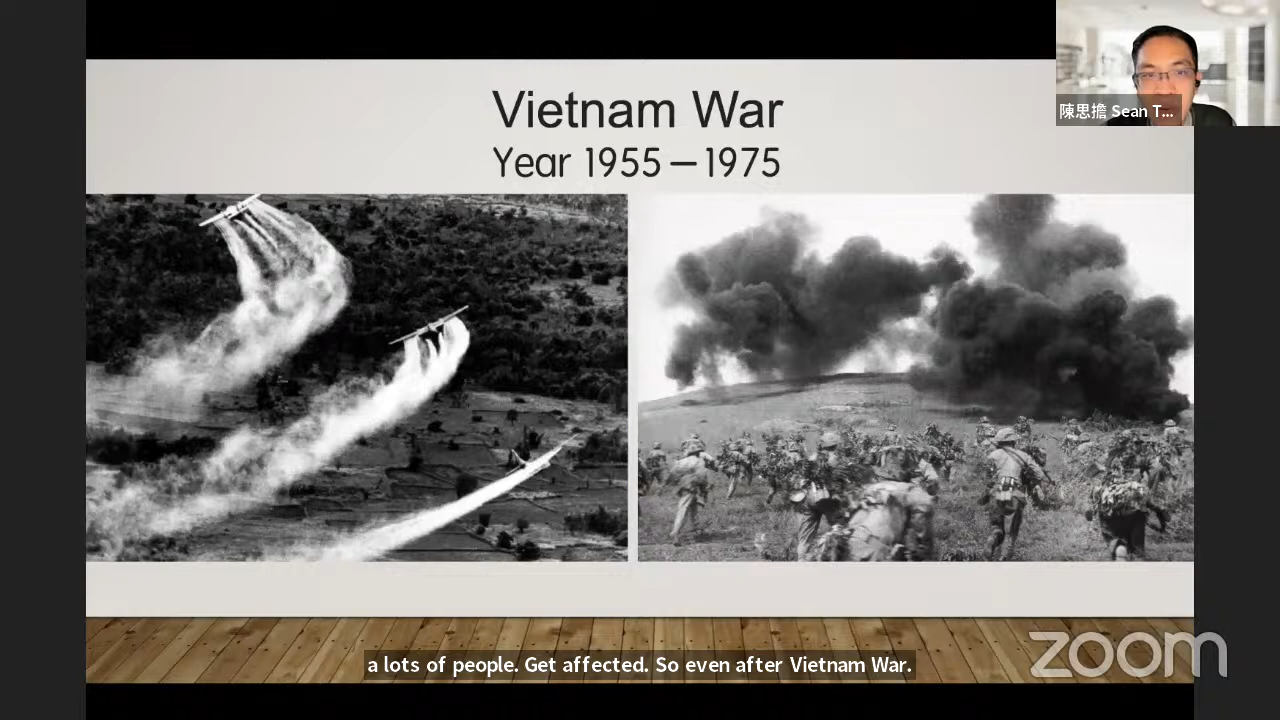 Vietnam War
Year 1955 – 1975
陳思擔 Sean T...
a lots of people. Get affected. So even after Vietnam War.
zoom